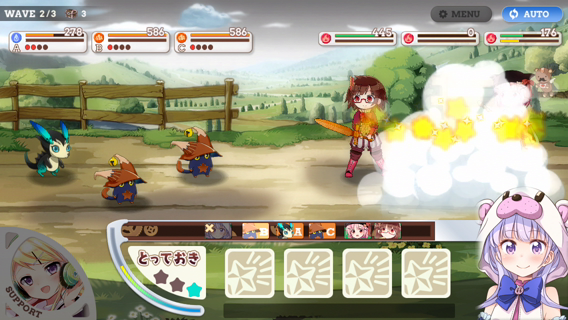 WAVE 2/3 3
MENU
AUTO
278
586
586
445
0
176
A
B
C
B A C
とっておき
SUPPORT